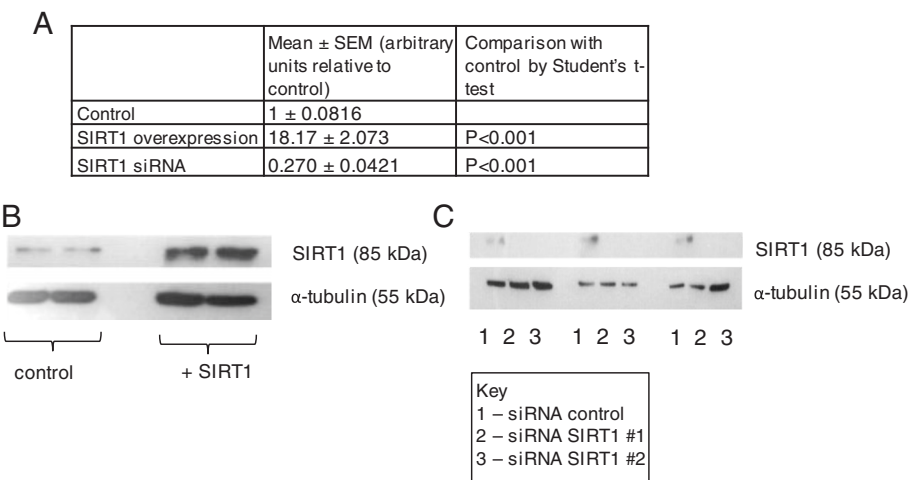 A
Mean ± SEM (arbitrary
units relative to
control)
Comparison with
control by Student's t-
test
Control
1 ± 0.0816
SIRT1 overexpression
18.17 ± 2.073
P<0.001
SIRT1 siRNA
0.270 ± 0.0421
P<0.001
B
SIRT1 (85 kDa)
α-tubulin (55 kDa)
control
+ SIRT1
C
SIRT1 (85 kDa)
α-tubulin (55 kDa)
1 2 3 1 2 3 1 2 3
Key
1 – siRNA control
2 – siRNA SIRT1 #1
3 – siRNA SIRT1 #2